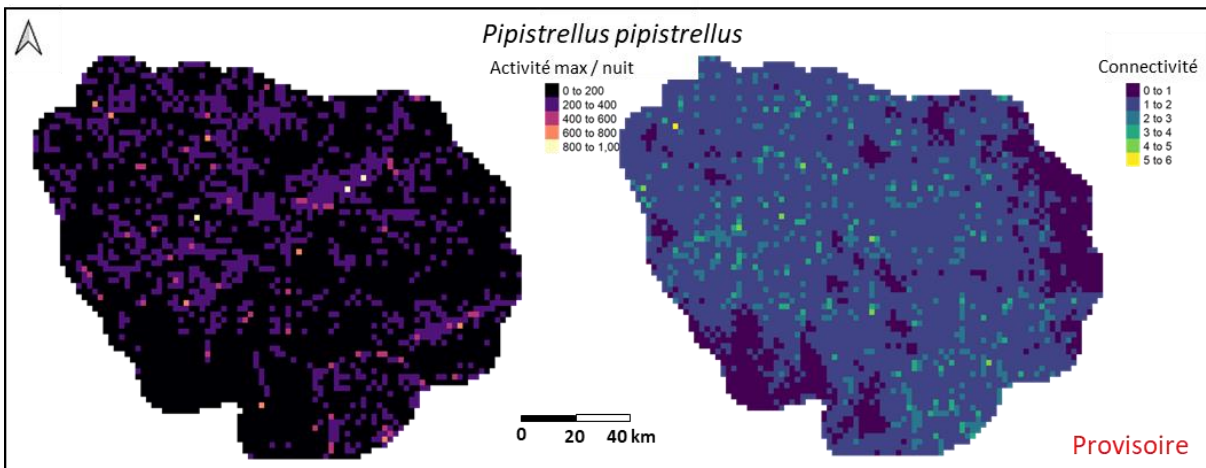 Pipistrellus pipistrellus
Activité max / nuit
0 to 200
200 to 400
400 to 600
600 to 800
800 to 1,00
Connectivité
0 to 1
1 to 2
2 to 3
3 to 4
4 to 5
5 to 6
0 20 40 km
Provisoire